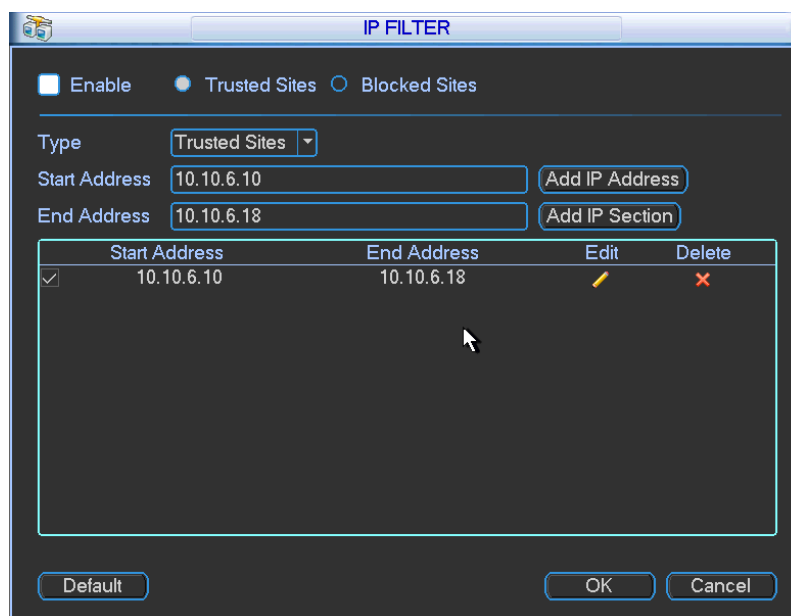 IP FILTER
Enable Trusted Sites Blocked Sites
Type Trusted Sites
Start Address 10.10.6.10 Add IP Address
End Address 10.10.6.18 Add IP Section
Start Address End Address Edit Delete
10.10.6.10 10.10.6.18
Default OK Cancel